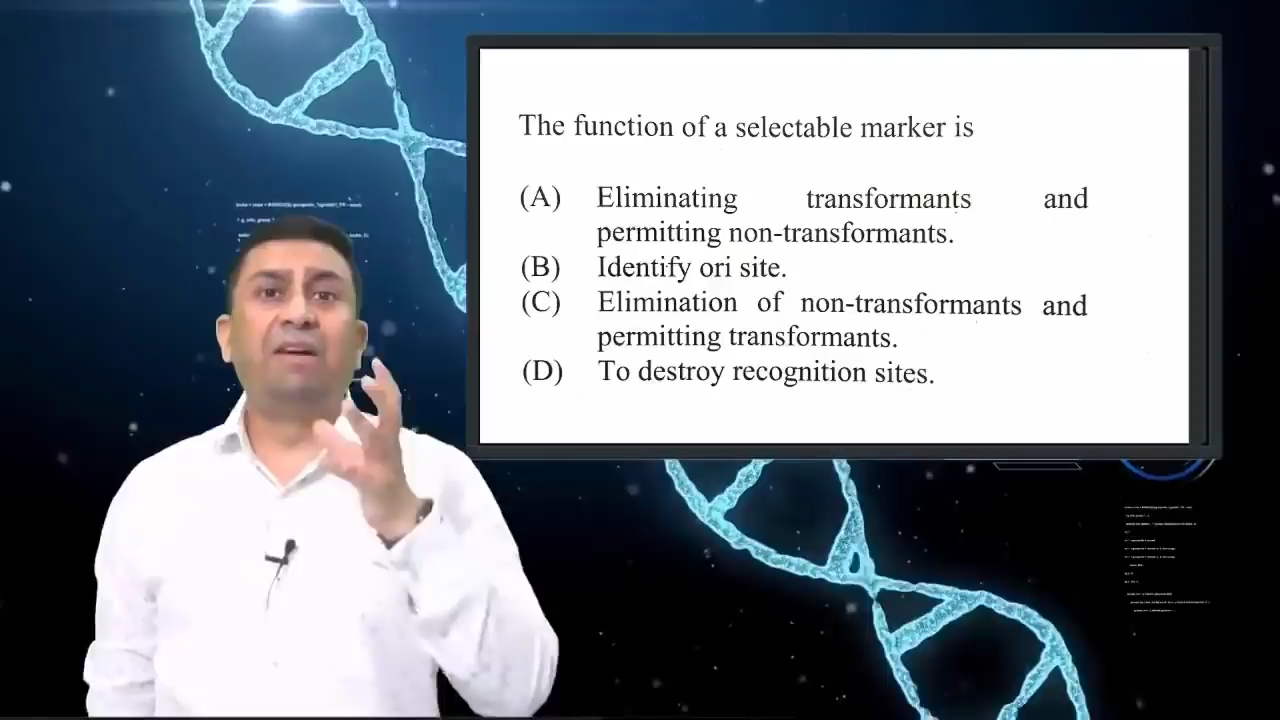 The function of a selectable marker is
(A) Eliminating transformants and
permitting non-transformants.
(B) Identify ori site.
(C) Elimination of non-transformants and
permitting transformants.
(D) To destroy recognition sites.